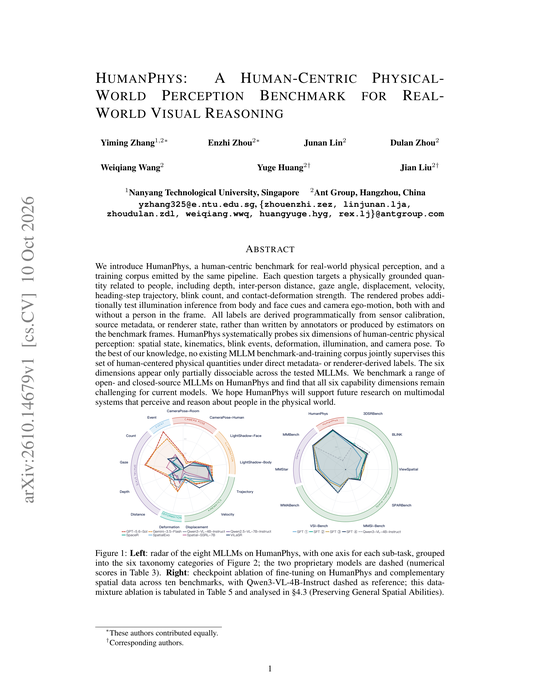 HUMANPHYS: A HUMAN-CENTRIC PHYSICAL-
WORLD PERCEPTION BENCHMARK FOR REAL-
WORLD VISUAL REASONING
Yiming Zhang1,2* Enzhi Zhou2* Junan Lin2 Dulan Zhou2
Weiqiang Wang2 Yuge Huang2† Jian Liu2†
1Nanyang Technological University, Singapore 2Ant Group, Hangzhou, China
yzhang325@e.ntu.edu.sg, {zhouenzhi.zez, linjunan.lja,
zhoudulan.zdl, weiqiang.wwq, huangyuge.hyg, rex.lj}@antgroup.com
ABSTRACT
We introduce HumanPhys, a human-centric benchmark for real-world physical perception, and a
training corpus emitted by the same pipeline. Each question targets a physically grounded quan-
tity related to people, including depth, inter-person distance, gaze angle, displacement, velocity,
heading-step trajectory, blink count, and contact-deformation strength. The rendered probes addi-
tionally test illumination inference from body and face cues and camera ego-motion, both with and
without a person in the frame. All labels are derived programmatically from sensor calibration,
source metadata, or renderer state, rather than written by annotators or produced by estimators on
the benchmark frames. HumanPhys systematically probes six dimensions of human-centric physical
perception: spatial state, kinetics, blink events, deformation, illumination, and camera pose. To
the best of our knowledge, no existing MLLM benchmark-and-training corpus jointly supervises this
set of human-centered physical quantities under direct metadata- or renderer-derived labels. The six
dimensions appear only partially dissociable across the tested MLLMs. We benchmark a range of
open- and closed-source MLLMs on HumanPhys and find that all six capability dimensions remain
challenging for current models. We hope HumanPhys will support future research on multimodal
systems that perceive and reason about people in the physical world.
CameraPose-Room
Event CameraPose-Human
Count LightShadow-Face
Gaze LightShadow-Body
Depth Trajectory
Distance Velocity
Deformation Displacement
HumanPhys 3DSRBench
MMBench BLINK
MMStar ViewSpatial
MMMBench SPARBench
VSI-Bench MMSI-Bench
Figure 1: Left: radar of the eight MLLMs on HumanPhys, with one axis for each sub-task, grouped
into the six taxonomy categories of Figure 2; the two proprietary models are dashed (numerical
scores in Table 3). Right: checkpoint ablation of fine-tuning on HumanPhys and complementary
spatial data across ten benchmarks, with Qwen3-VL-4B-Instruct dashed as reference; this data-
mixture ablation is tabulated in Table 5 and analysed in §4.3 (Preserving General Spatial Abilities).
*These authors contributed equally.
†Corresponding authors.
1
arXiv:2610.14679v1 [cs.CV] 10 Oct 2026